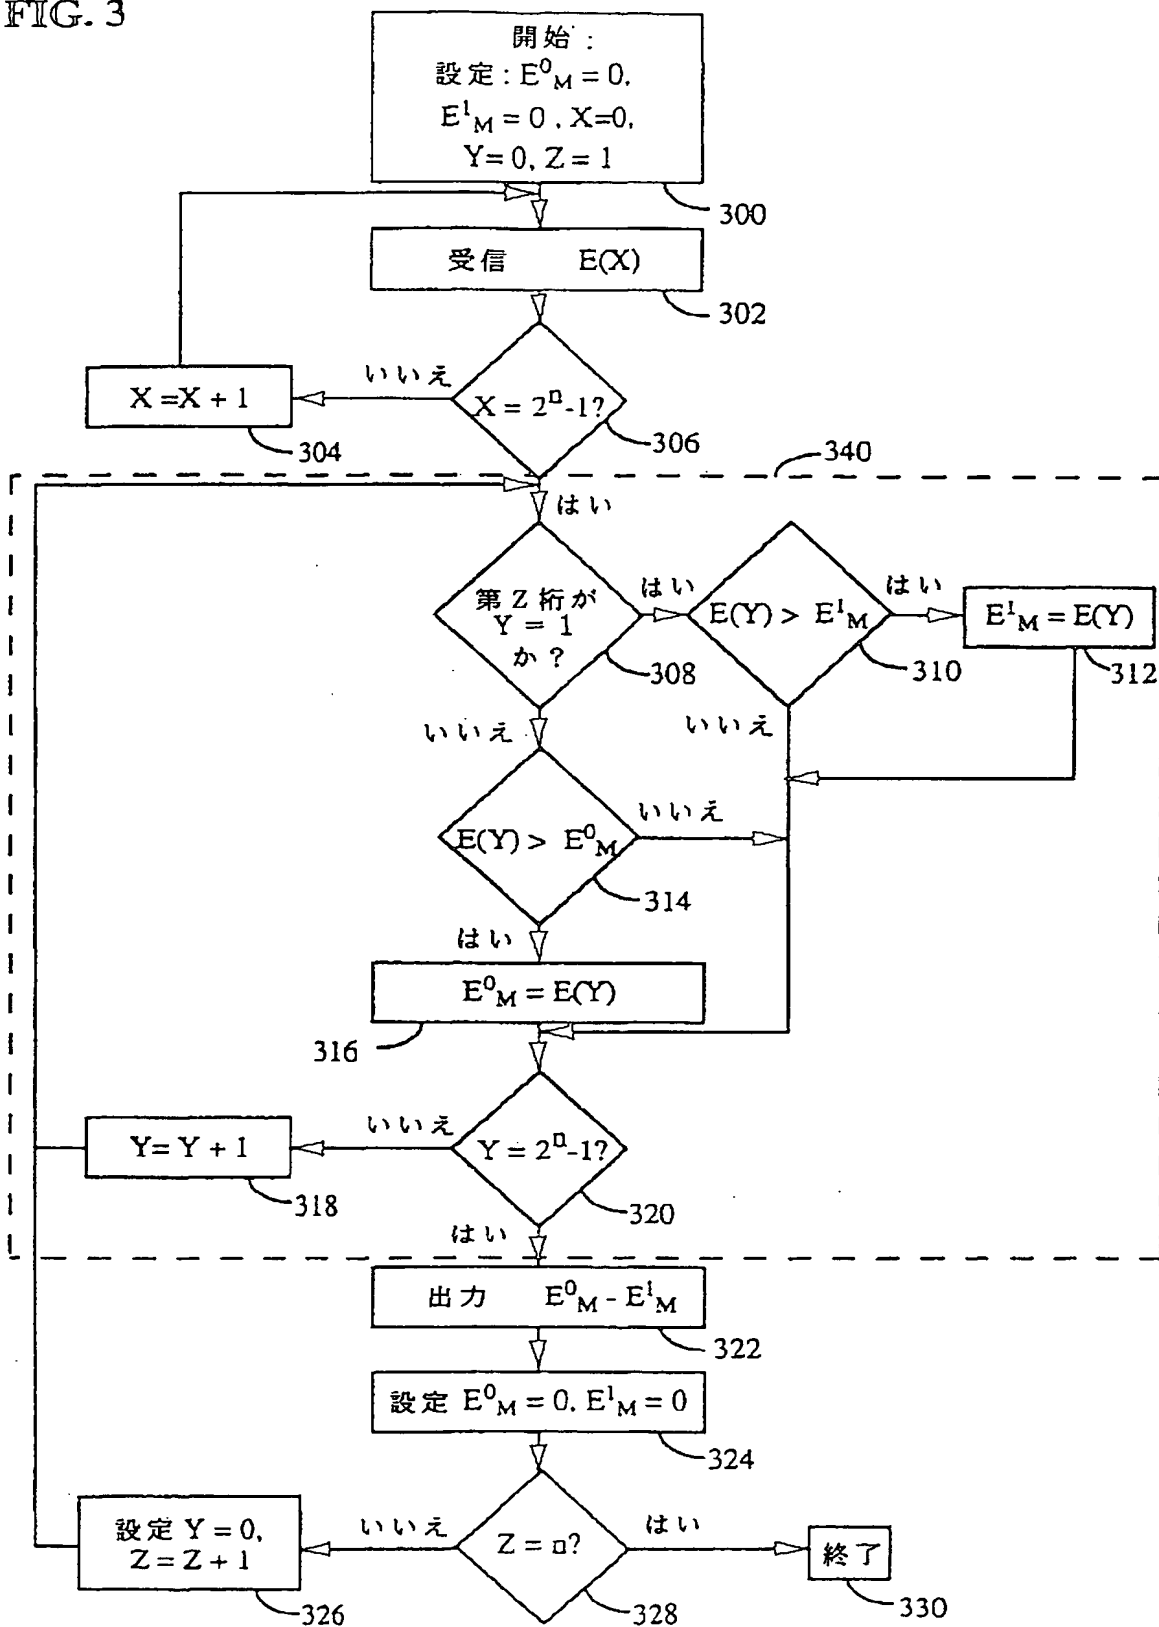 FIG. 3
開始 :
設定 : E⁰M = 0,
E¹M = 0 , X=0,
Y= 0, Z = 1
300
受信 E(X)
302
いいえ
X =X + 1
304
X = 2ⁿ-1?
306
340
はい
第 Z 桁が
Y = 1
か ?
308
はい
E(Y) > E¹M
310
はい
E¹M = E(Y)
312
いいえ
いいえ
E(Y) > E⁰M
314
いいえ
はい
E⁰M = E(Y)
316
いいえ
Y= Y + 1
318
Y = 2ⁿ-1?
320
はい
出力 E⁰M - E¹M
322
設定 E⁰M = 0, E¹M = 0
324
設定 Y = 0,
Z = Z + 1
326
いいえ
Z = n?
328
はい
終了
330